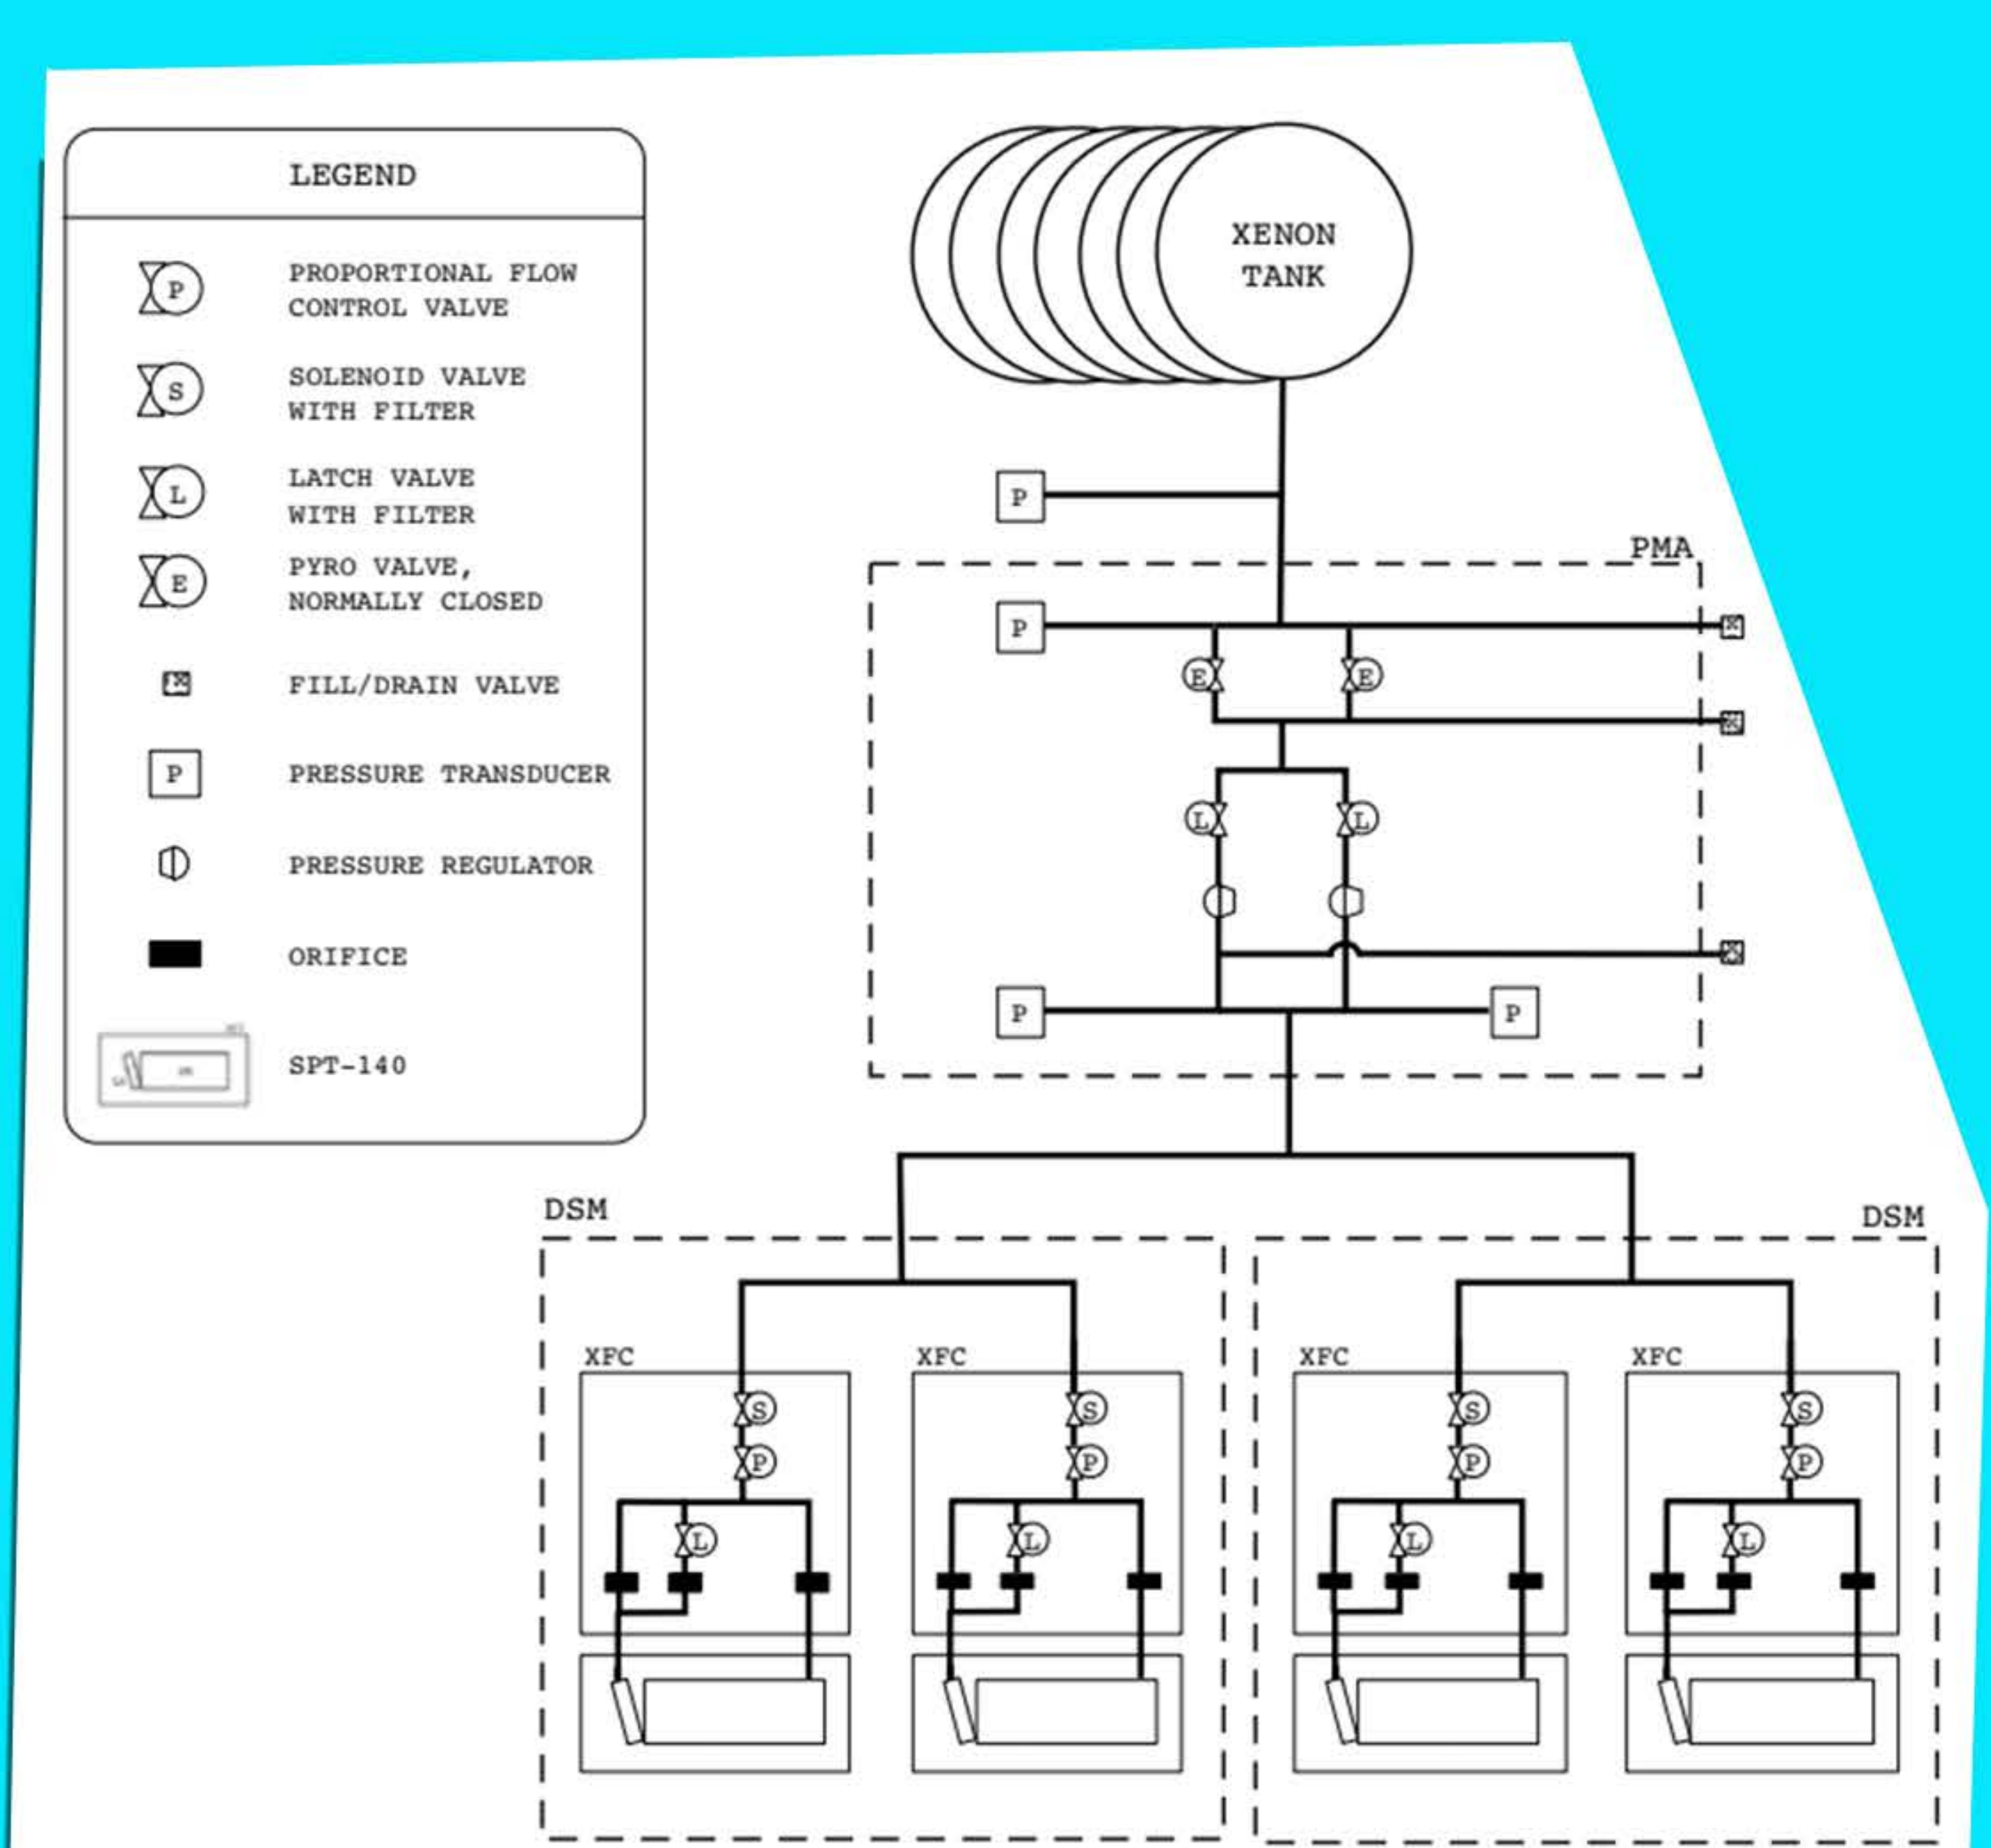 LEGEND
P
PROPORTIONAL FLOW
CONTROL VALVE
S
SOLENOID VALVE
WITH FILTER
L
LATCH VALVE
WITH FILTER
E
PYRO VALVE,
NORMALLY CLOSED
FILL/DRAIN VALVE
P
PRESSURE TRANSDUCER
PRESSURE REGULATOR
ORIFICE
SPT-140
XENON
TANK
P
PMA
P
E
E
L
L
P
P
DSM
DSM
XFC
XFC
XFC
XFC
S
S
S
S
P
P
P
P
L
L
L
L